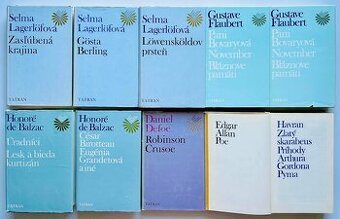 Selma
Lagerlöfová
Zasľúbená
krajina
TATRAN
Selma
Lagerlöfová
Gösta
Berling
TATRAN
Selma
Lagerlöfová
Löwensköldov
prsteň
TATRAN
Gustave
Flaubert
Pani
Bovaryová
November
Bláznove
pamäti
TATRAN
Gustave
Flaubert
Pani
Bovaryová
November
Bláznove
pamäti
TATRAN
Honoré
de Balzac
Úradníci
Lesk a bieda
kurtizán
TATRAN
Honoré
de Balzac
César
Birotteau
Eugénia
Grandetová
a iné
TATRAN
Daniel
Defoe
Robinson
Crusoe
TATRAN
Edgar
Allan
Poe
Havran
Zlatý
skarabeus
Príhody
Arthura
Gordona
Pyma